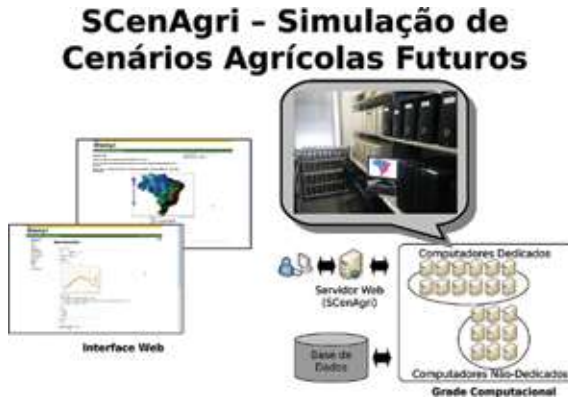 SCenAgri – Simulação de
Cenários Agrícolas Futuros
Computadores Dedicados
Servidor Web
(SCenAgri)
Interface Web
Base de
Dados
Computadores Não-Dedicados
Grade Computacional